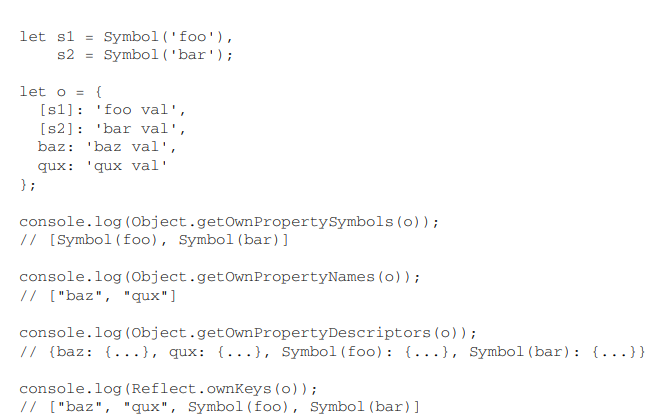 let s1 = Symbol('foo'),
    s2 = Symbol('bar');

let o = {
  [s1]: 'foo val',
  [s2]: 'bar val',
  baz: 'baz val',
  qux: 'qux val'
};

console.log(Object.getOwnPropertySymbols(o));
// [Symbol(foo), Symbol(bar)]

console.log(Object.getOwnPropertyNames(o));
// ["baz", "qux"]

console.log(Object.getOwnPropertyDescriptors(o));
// {baz: {...}, qux: {...}, Symbol(foo): {...}, Symbol(bar): {...}}

console.log(Reflect.ownKeys(o));
// ["baz", "qux", Symbol(foo), Symbol(bar)]